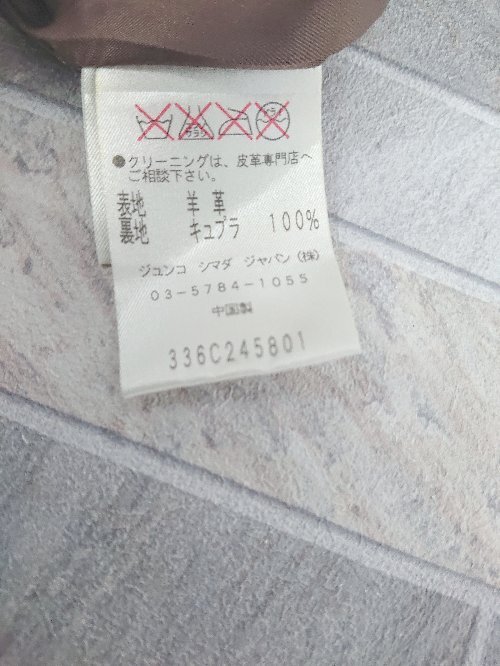 ●クリーニングは、皮革専門店へ
ご相談下さい。
表地 羊革
裏地 キュプラ 100%
ジュンコ シマダ ジャパン(株)
03-5784-1055
中国製
336C245801